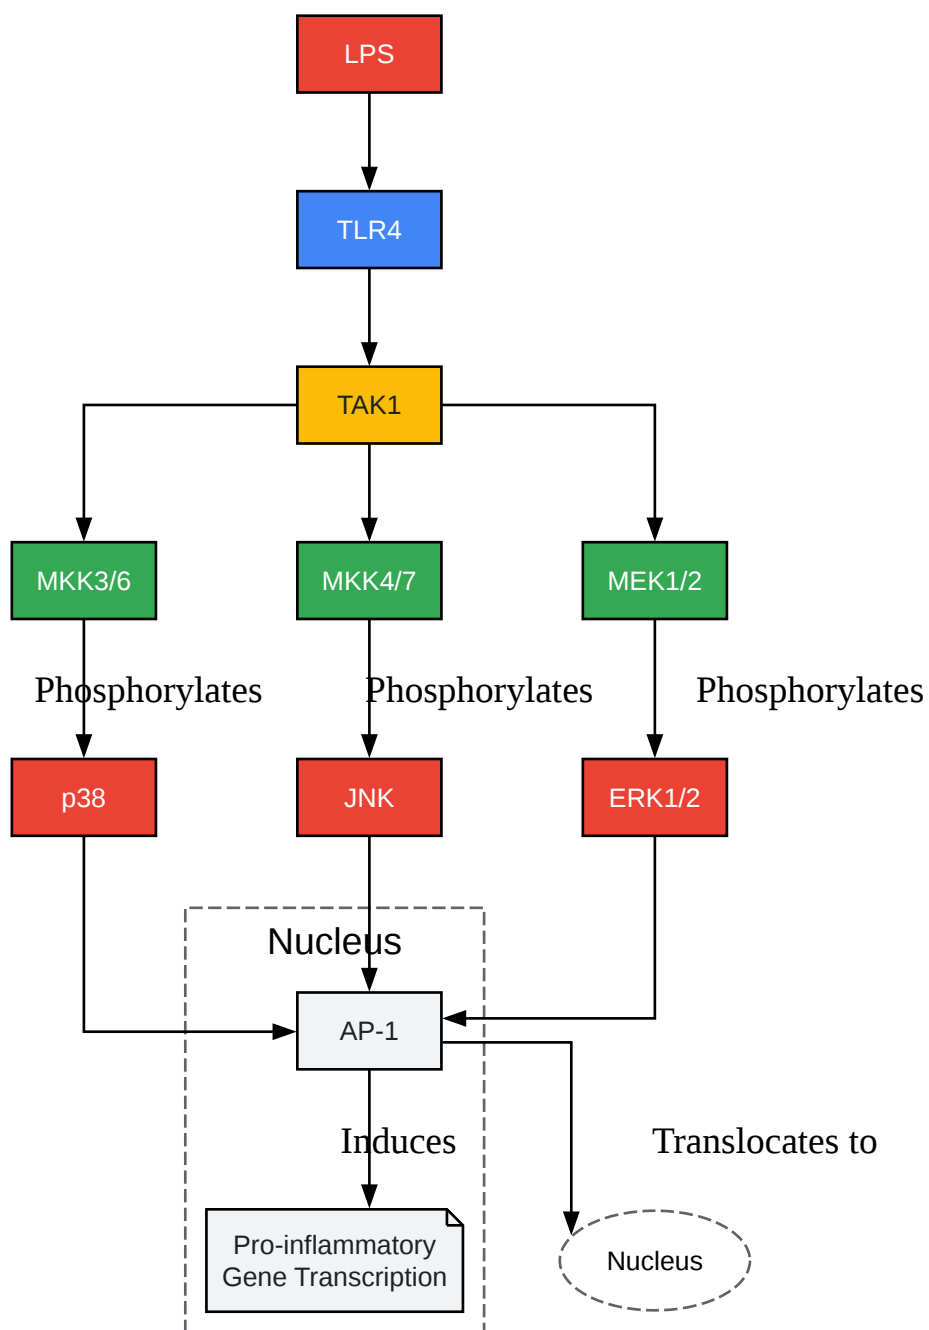 LPS
TLR4
TAK1
MKK3/6
MKK4/7
MEK1/2
Phosphorylates
Phosphorylates
Phosphorylates
p38
JNK
ERK1/2
Nucleus
AP-1
Induces
Translocates to
Pro-inflammatory
Gene Transcription
Nucleus